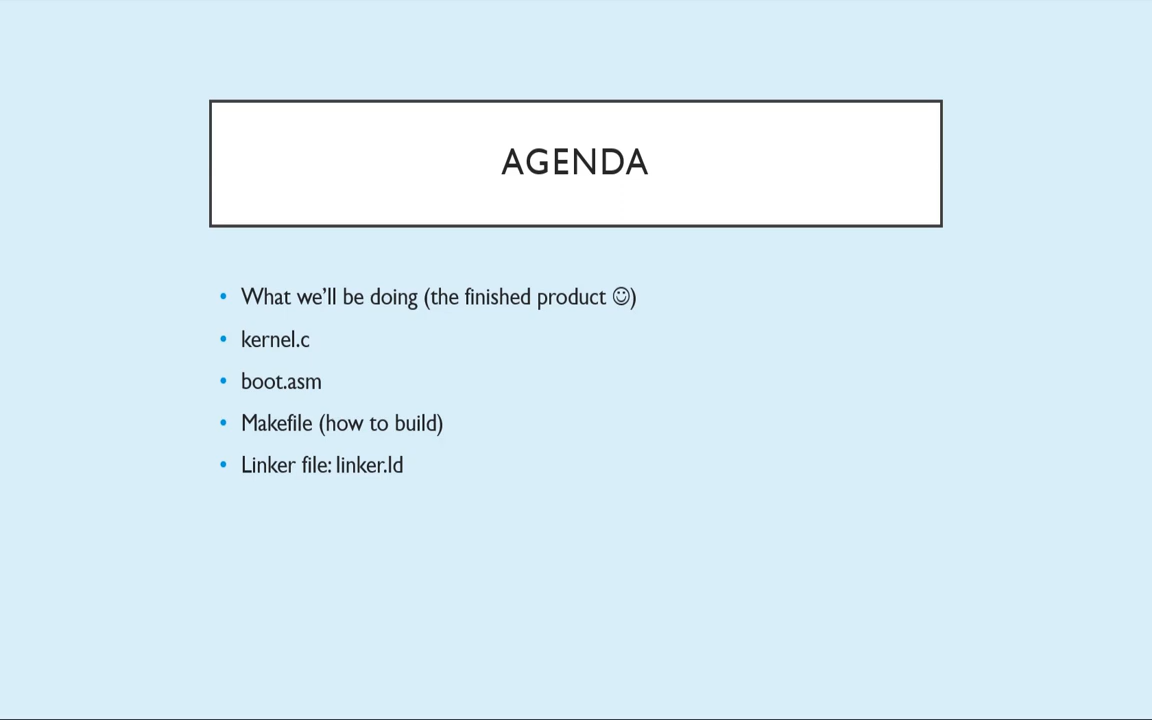 AGENDA
• What we’ll be doing (the finished product ☺)
• kernel.c
• boot.asm
• Makefile (how to build)
• Linker file: linker.ld